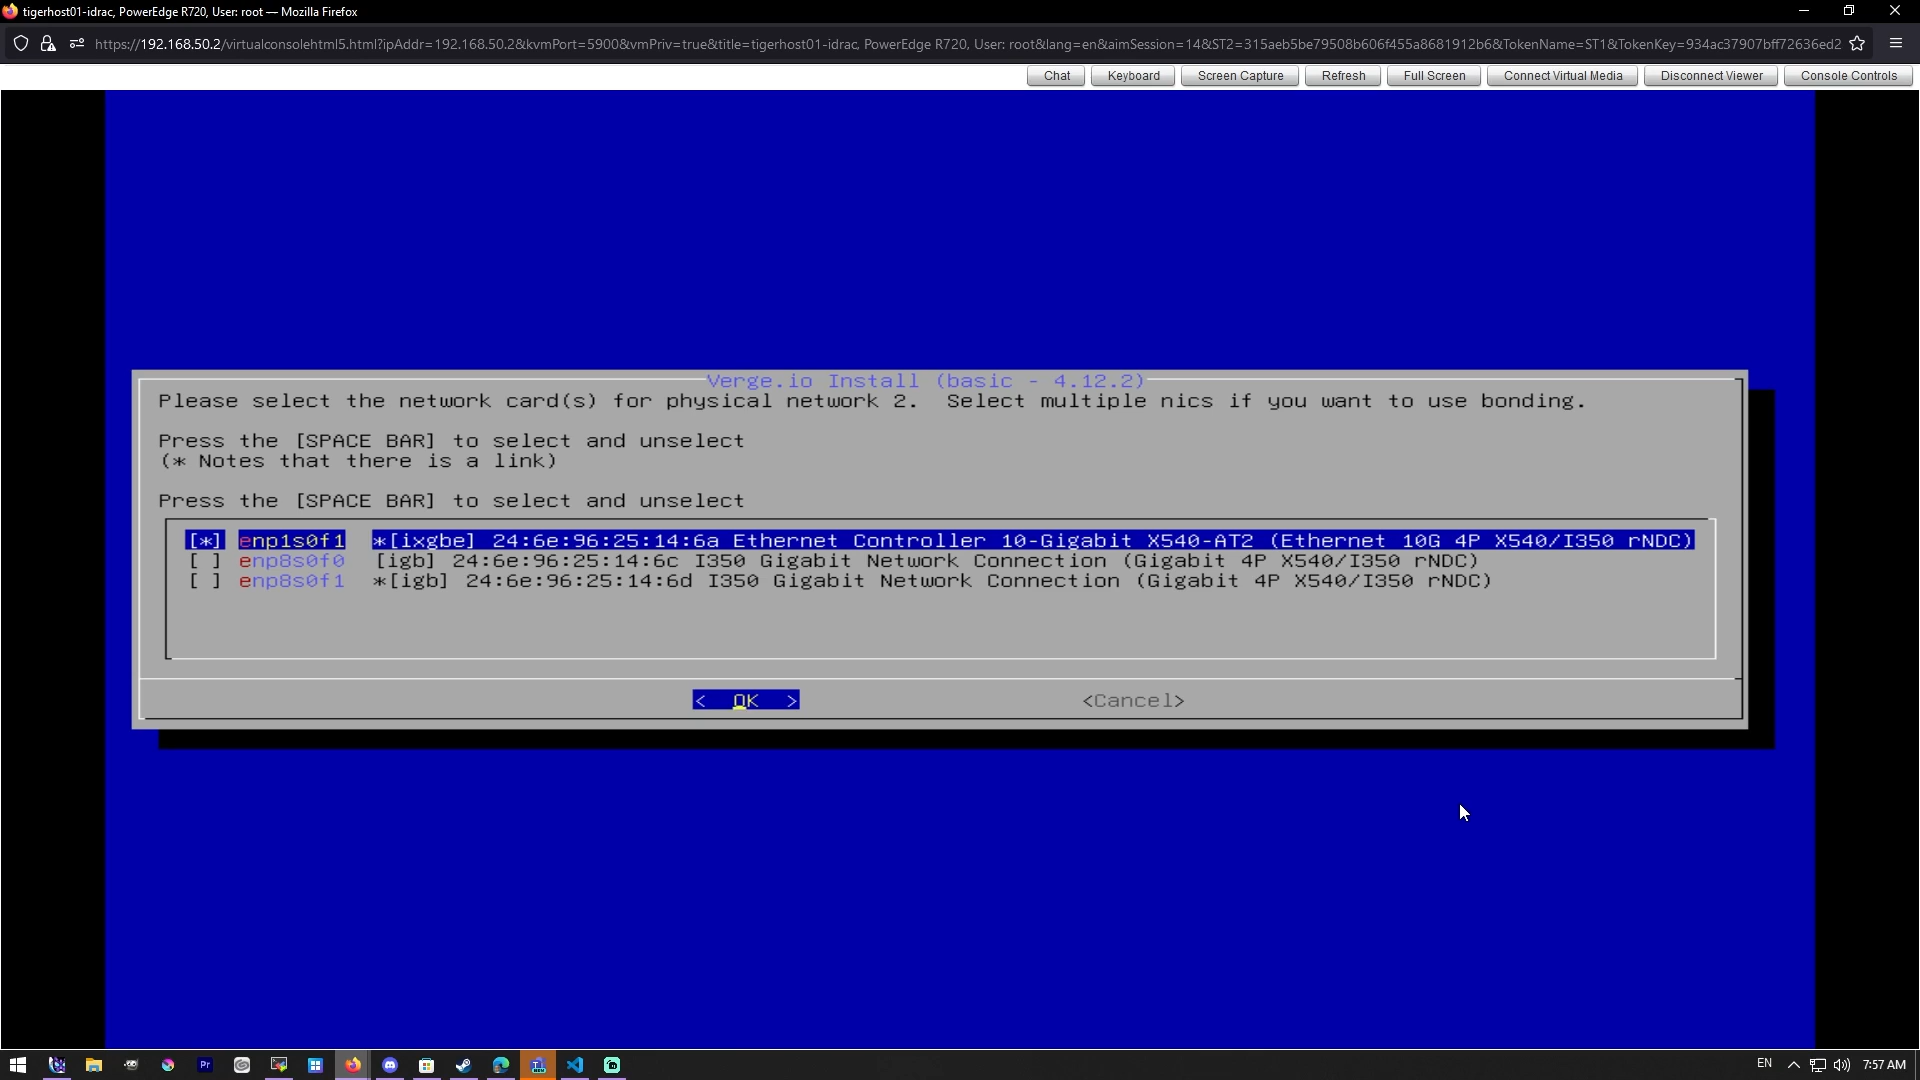 tigerhost01-idrac, PowerEdge R720, User: root — Mozilla Firefox
https://192.168.50.2/virtualconsolehtml5.html?ipAddr=192.168.50.2&kvmPort=5900&vmPriv=true&title=tigerhost01-idrac, PowerEdge R720, User: root&lang=en&aimSession=14&ST2=315aeb5be79508b606f455a8681912b6&TokenName=ST1&TokenKey=934ac37907bff72636ed2
Chat Keyboard Screen Capture Refresh Full Screen Connect Virtual Media Disconnect Viewer Console Controls
Verge.io Install (basic - 4.12.2)
Please select the network card(s) for physical network 2.  Select multiple nics if you want to use bonding.
Press the [SPACE BAR] to select and unselect
(* Notes that there is a link)
Press the [SPACE BAR] to select and unselect
[*] enp1s0f1 *[ixgbe] 24:6e:96:25:14:6a Ethernet Controller 10-Gigabit X540-AT2 (Ethernet 10G 4P X540/I350 rNDC)
[ ] enp8s0f0 [igb] 24:6e:96:25:14:6c I350 Gigabit Network Connection (Gigabit 4P X540/I350 rNDC)
[ ] enp8s0f1 *[igb] 24:6e:96:25:14:6d I350 Gigabit Network Connection (Gigabit 4P X540/I350 rNDC)
< OK > <Cancel>
Pr EN 7:57 AM